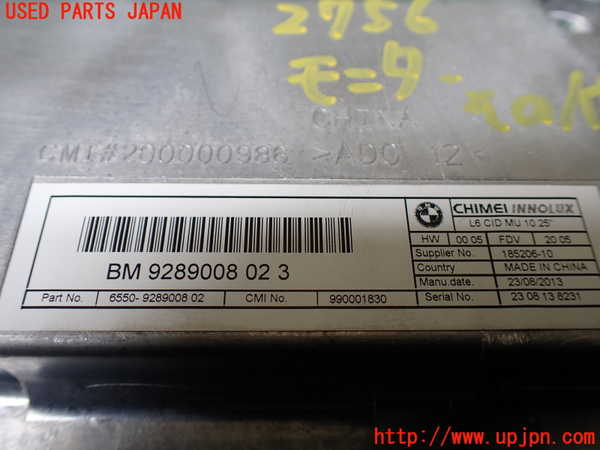 USED PARTS JAPAN
2756
モニター
CHINA
CMI#200000986 >ADC 12<
BM 9289008 02 3
Part No. 6550- 9289008 02 CMI No. 990001830
BMW CHIMEI INNOLUX
L6 CID MU 10.25"
HW 00.05 FDV 20.05
Supplier No. 185206-10
Country MADE IN CHINA
Manu.date. 23/08/2013
Serial No. 23 08 13 8231
http://www.upjpn.com/